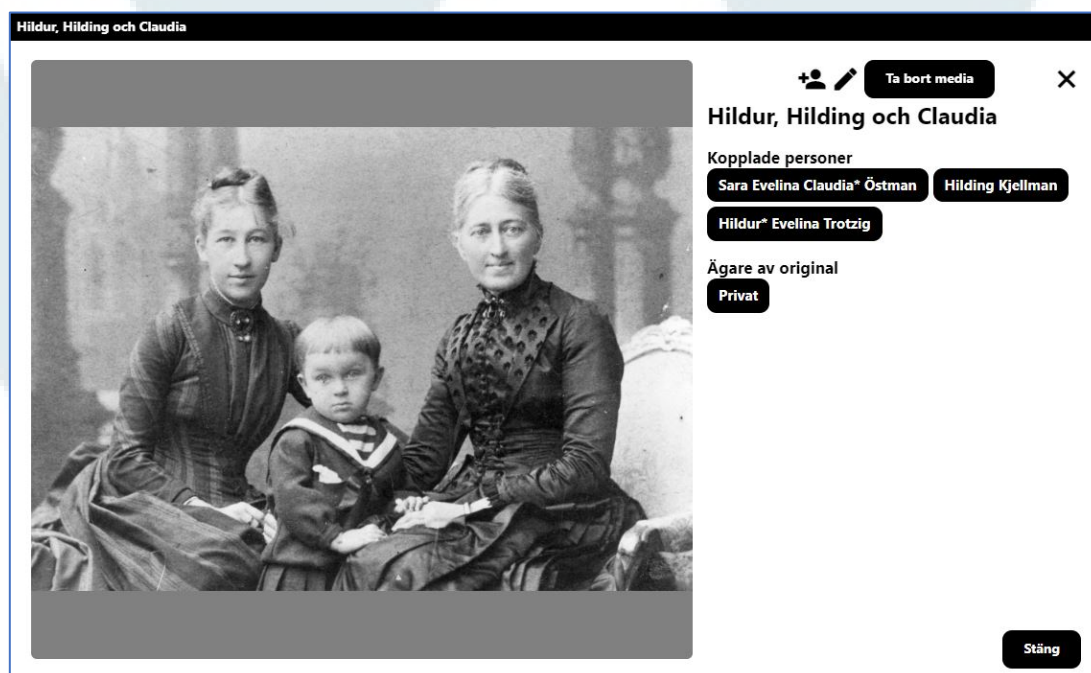 Hildur, Hilding och Claudia
Ta bort media
Hildur, Hilding och Claudia
Kopplade personer
Sara Evelina Claudia* Östman Hilding Kjellman
Hildur* Evelina Trotzig
Ägare av original
Privat
Stäng